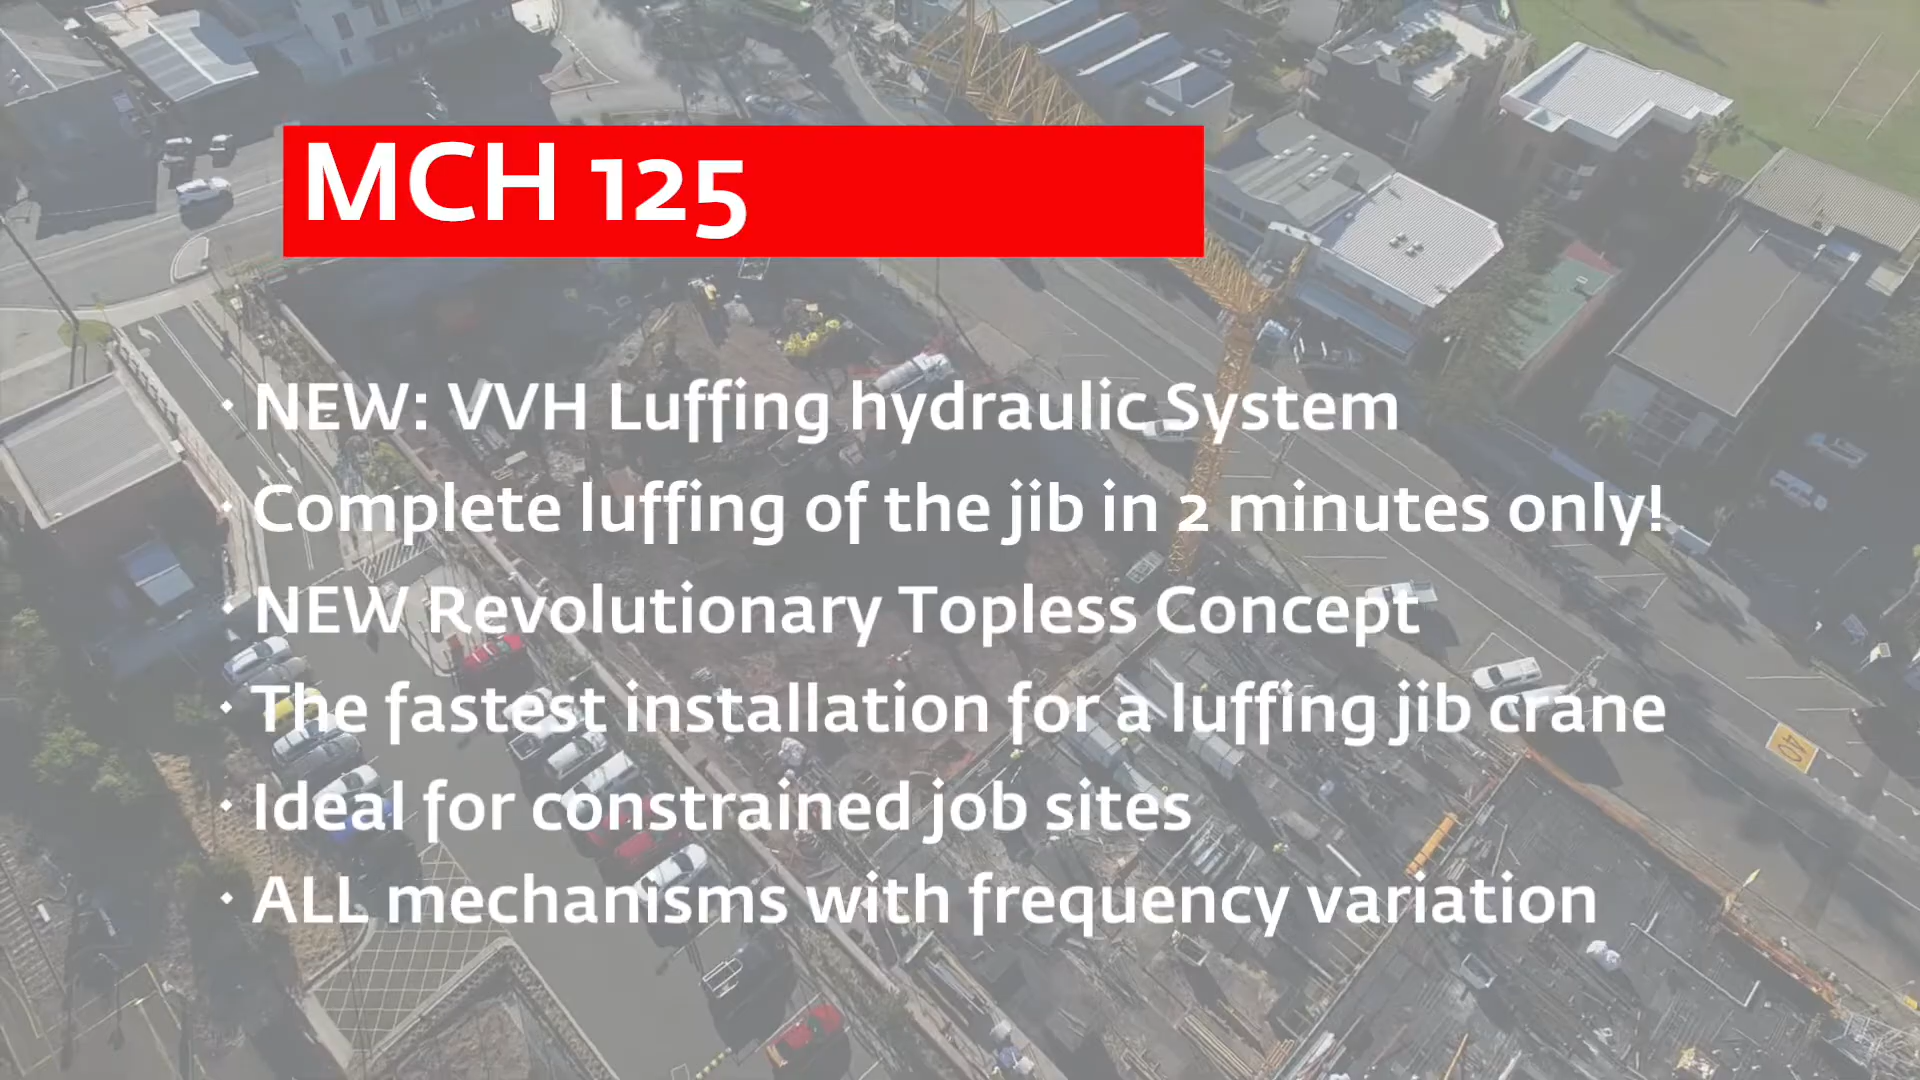 MCH 125
· NEW: VVH Luffing hydraulic System
· Complete luffing of the jib in 2 minutes only!
· NEW Revolutionary Topless Concept
· The fastest installation for a luffing jib crane
· Ideal for constrained job sites
· ALL mechanisms with frequency variation
40